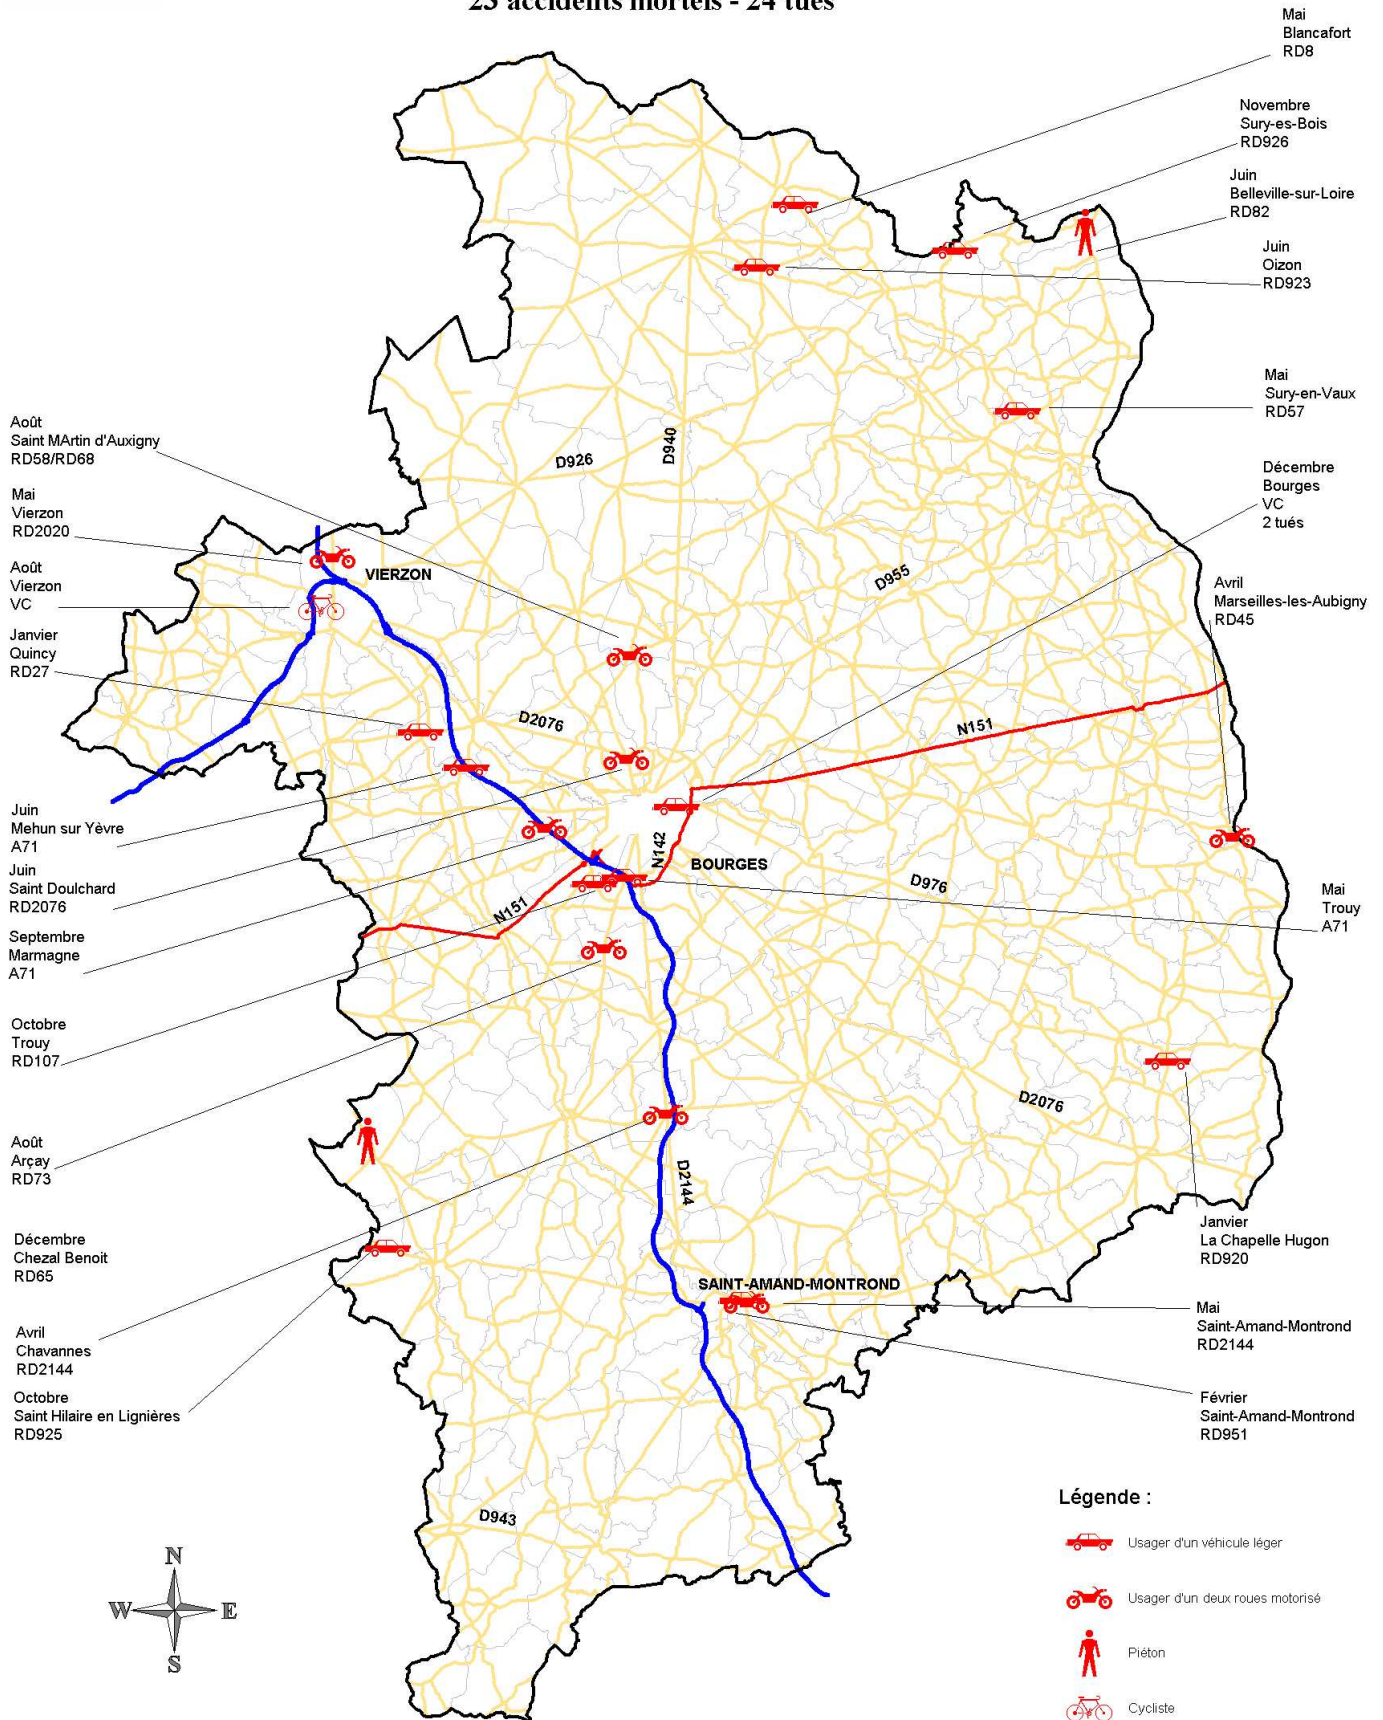 23 accidents mortels - 24 tués
Mai
Blancafort
RD8
Novembre
Sury-es-Bois
RD926
Juin
Belleville-sur-Loire
RD82
Juin
Oizon
RD923
Mai
Sury-en-Vaux
RD57
Décembre
Bourges
VC
2 tués
Avril
Marseilles-les-Aubigny
RD45
Mai
Trouy
A71
Janvier
La Chapelle Hugon
RD920
Mai
Saint-Amand-Montrond
RD2144
Février
Saint-Amand-Montrond
RD951
Août
Saint MArtin d'Auxigny
RD58/RD68
Mai
Vierzon
RD2020
Août
Vierzon
VC
Janvier
Quincy
RD27
Juin
Mehun sur Yèvre
A71
Juin
Saint Doulchard
RD2076
Septembre
Marmagne
A71
Octobre
Trouy
RD107
Août
Arçay
RD73
Décembre
Chezal Benoit
RD65
Avril
Chavannes
RD2144
Octobre
Saint Hilaire en Lignières
RD925
D926
D940
D955
VIERZON
D2076
N151
N142
BOURGES
D976
N151
D2076
D2144
SAINT-AMAND-MONTROND
D943
N
W
E
S
Légende :
Usager d'un véhicule léger
Usager d'un deux roues motorisé
Piéton
Cycliste